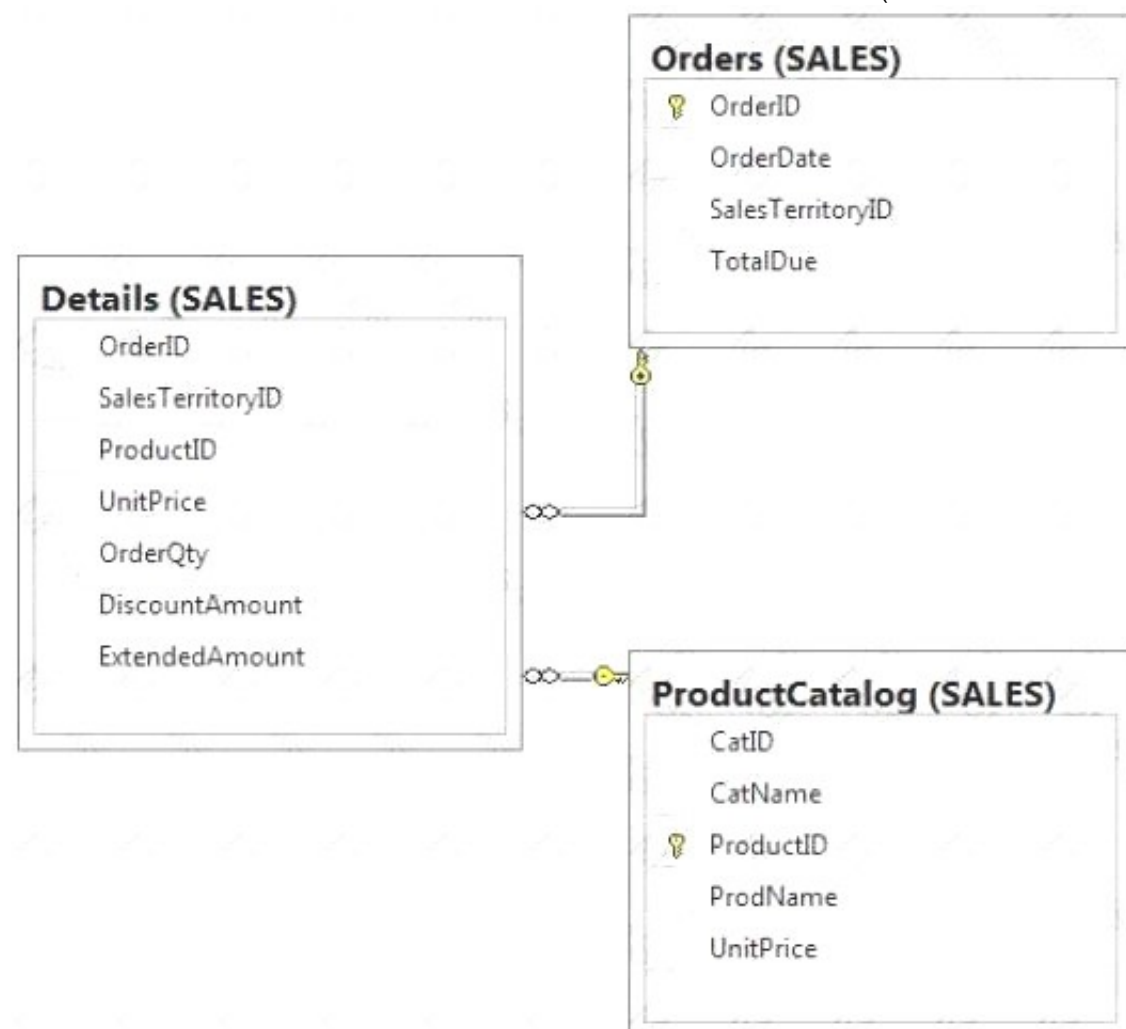 Orders (SALES)
OrderID
OrderDate
SalesTerritoryID
TotalDue
Details (SALES)
OrderID
SalesTerritoryID
ProductID
UnitPrice
OrderQty
DiscountAmount
ExtendedAmount
ProductCatalog (SALES)
CatID
CatName
ProductID
ProdName
UnitPrice